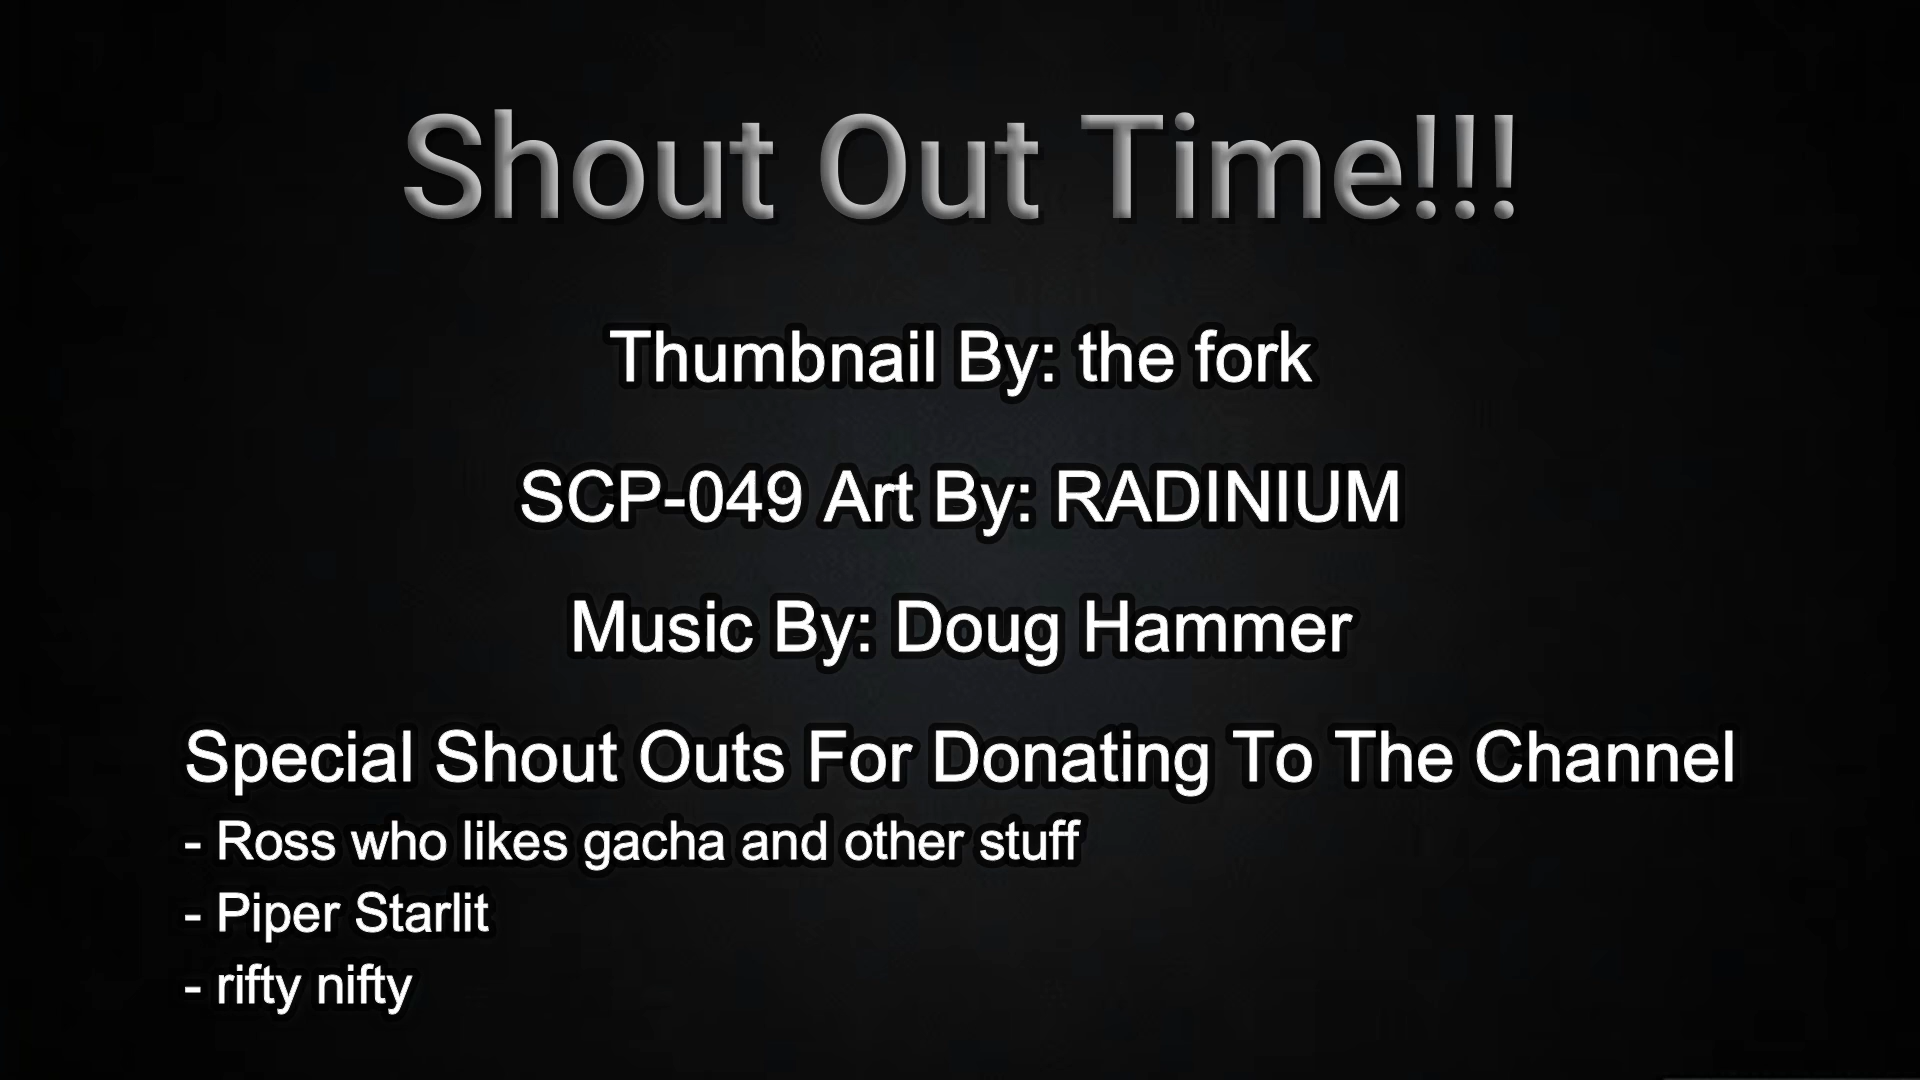 Shout Out Time!!!
Thumbnail By: the fork
SCP-049 Art By: RADINIUM
Music By: Doug Hammer
Special Shout Outs For Donating To The Channel
- Ross who likes gacha and other stuff
- Piper Starlit
- rifty nifty